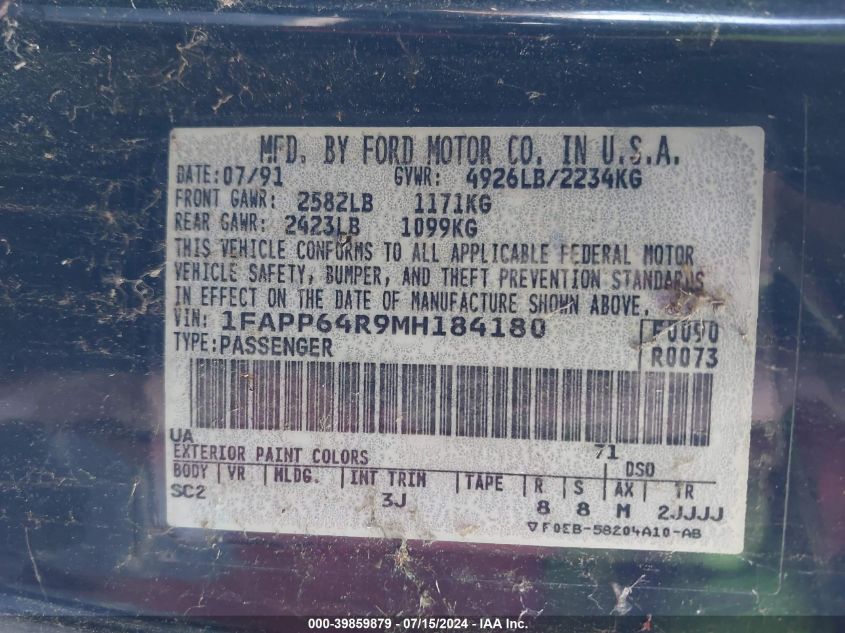 MFD. BY FORD MOTOR CO. IN U.S.A.
DATE:07/91 GVWR: 4926LB/2234KG
FRONT GAWR: 2582LB 1171KG
REAR GAWR: 2423LB 1099KG
THIS VEHICLE CONFORMS TO ALL APPLICABLE FEDERAL MOTOR
VEHICLE SAFETY, BUMPER, AND THEFT PREVENTION STANDARDS
IN EFFECT ON THE DATE OF MANUFACTURE SHOWN ABOVE.
VIN: 1FAPP64R9MH184180 F0090
TYPE:PASSENGER R0073
UA 71
EXTERIOR PAINT COLORS DSO
BODY VR MLDG. INT TRIM TAPE R S AX TR
SC2 3J 8 8 M 2JJJJ
▽F0EB-58204A10-AB
000-39859879 - 07/15/2024 - IAAI.com